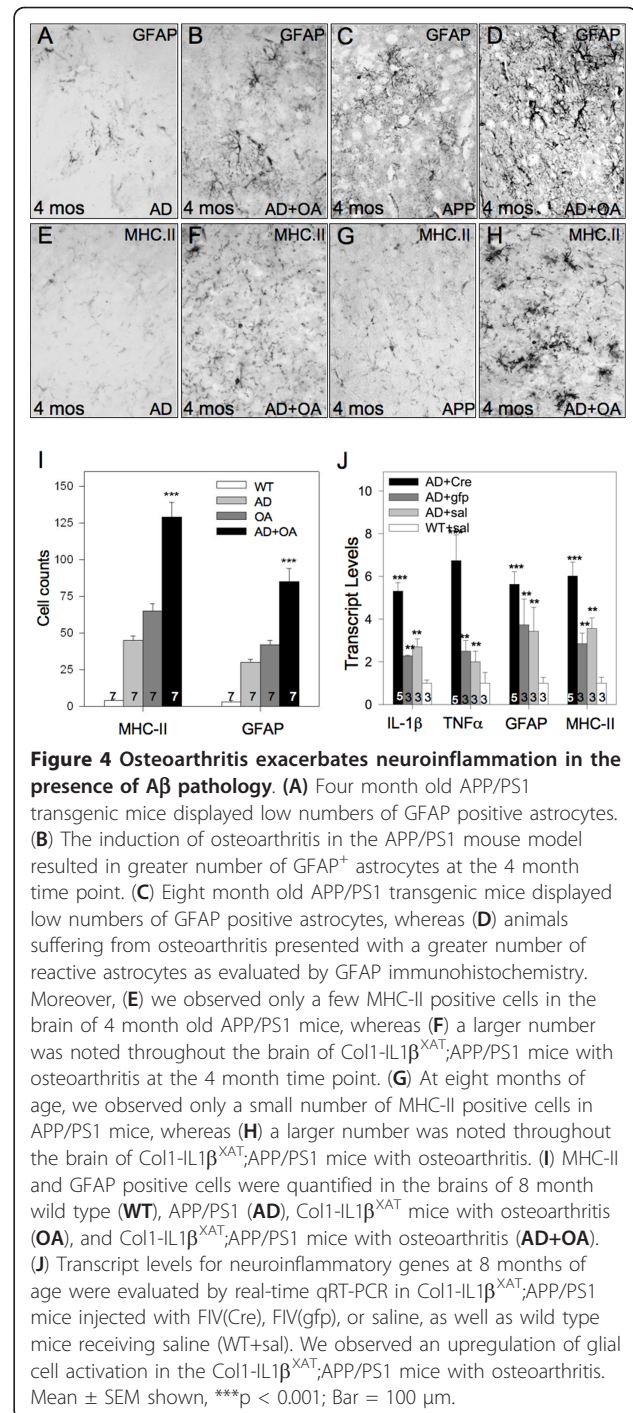 A GFAP B GFAP C GFAP D GFAP
4 mos AD 4 mos AD+OA 4 mos APP 4 mos AD+OA
E MHC.II F MHC.II G MHC.II H MHC.II
4 mos AD 4 mos AD+OA 4 mos APP 4 mos AD+OA
I
Cell counts
150
125
100
75
50
25
0
WT
AD
OA
AD+OA
*** ***
7 7 7 7 7 7 7 7
MHC-II GFAP
J
Transcript Levels
10
8
6
4
2
0
AD+Cre
AD+gfp
AD+sal
WT+sal
*** ** ** *** ** ** *** ** ** *** ** **
5 3 3 3 5 3 3 3 5 3 3 3 5 3 3 3
IL-1β TNFα GFAP MHC-II
Figure 4 Osteoarthritis exacerbates neuroinflammation in the
presence of Aβ pathology. (A) Four month old APP/PS1
transgenic mice displayed low numbers of GFAP positive astrocytes.
(B) The induction of osteoarthritis in the APP/PS1 mouse model
resulted in greater number of GFAP⁺ astrocytes at the 4 month
time point. (C) Eight month old APP/PS1 transgenic mice displayed
low numbers of GFAP positive astrocytes, whereas (D) animals
suffering from osteoarthritis presented with a greater number of
reactive astrocytes as evaluated by GFAP immunohistochemistry.
Moreover, (E) we observed only a few MHC-II positive cells in the
brain of 4 month old APP/PS1 mice, whereas (F) a larger number
was noted throughout the brain of Col1-IL1β^XAT;APP/PS1 mice with
osteoarthritis at the 4 month time point. (G) At eight months of
age, we observed only a small number of MHC-II positive cells in
APP/PS1 mice, whereas (H) a larger number was noted throughout
the brain of Col1-IL1β^XAT;APP/PS1 mice with osteoarthritis. (I) MHC-II
and GFAP positive cells were quantified in the brains of 8 month
wild type (WT), APP/PS1 (AD), Col1-IL1β^XAT mice with osteoarthritis
(OA), and Col1-IL1β^XAT;APP/PS1 mice with osteoarthritis (AD+OA).
(J) Transcript levels for neuroinflammatory genes at 8 months of
age were evaluated by real-time qRT-PCR in Col1-IL1β^XAT;APP/PS1
mice injected with FIV(Cre), FIV(gfp), or saline, as well as wild type
mice receiving saline (WT+sal). We observed an upregulation of glial
cell activation in the Col1-IL1β^XAT;APP/PS1 mice with osteoarthritis.
Mean ± SEM shown, ***p < 0.001; Bar = 100 μm.